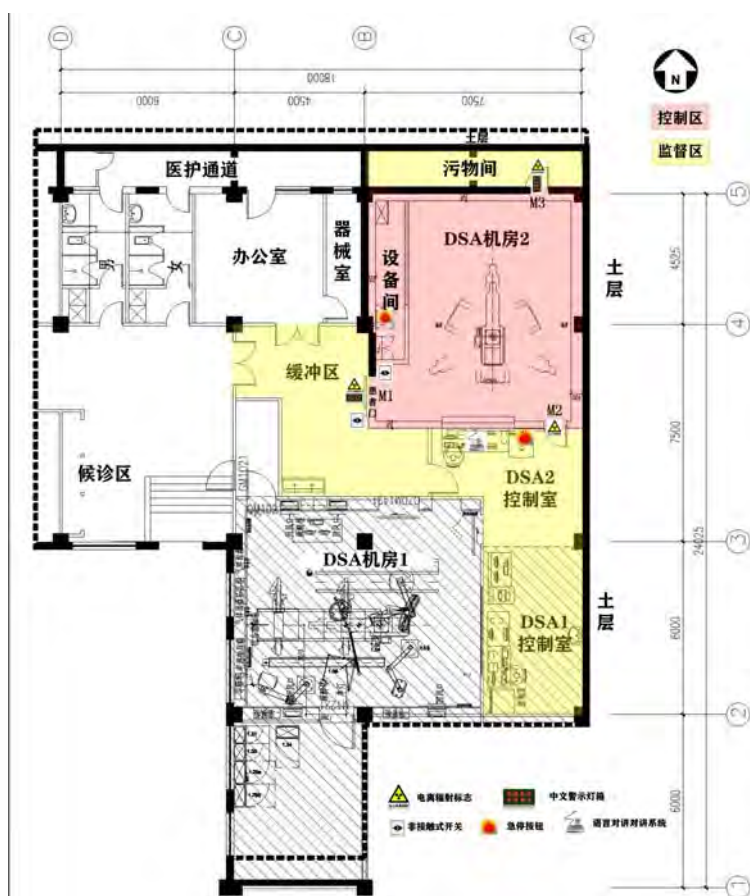 D
C
B
A
18000
6000
4500
7500
N
控制区
监督区
土层
医护通道
污物间
M3
5
男
女
办公室
器械室
设备间
DSA机房2
土层
4525
4
缓冲区
M1
患者门
M2
7500
候诊区
GM1021
DSA2
控制室
24025
3
DSA机房1
DSA1
控制室
土层
6000
2
电离辐射标志
中文警示灯箱
非接触式开关
急停按钮
语言对讲对讲系统
6000
1